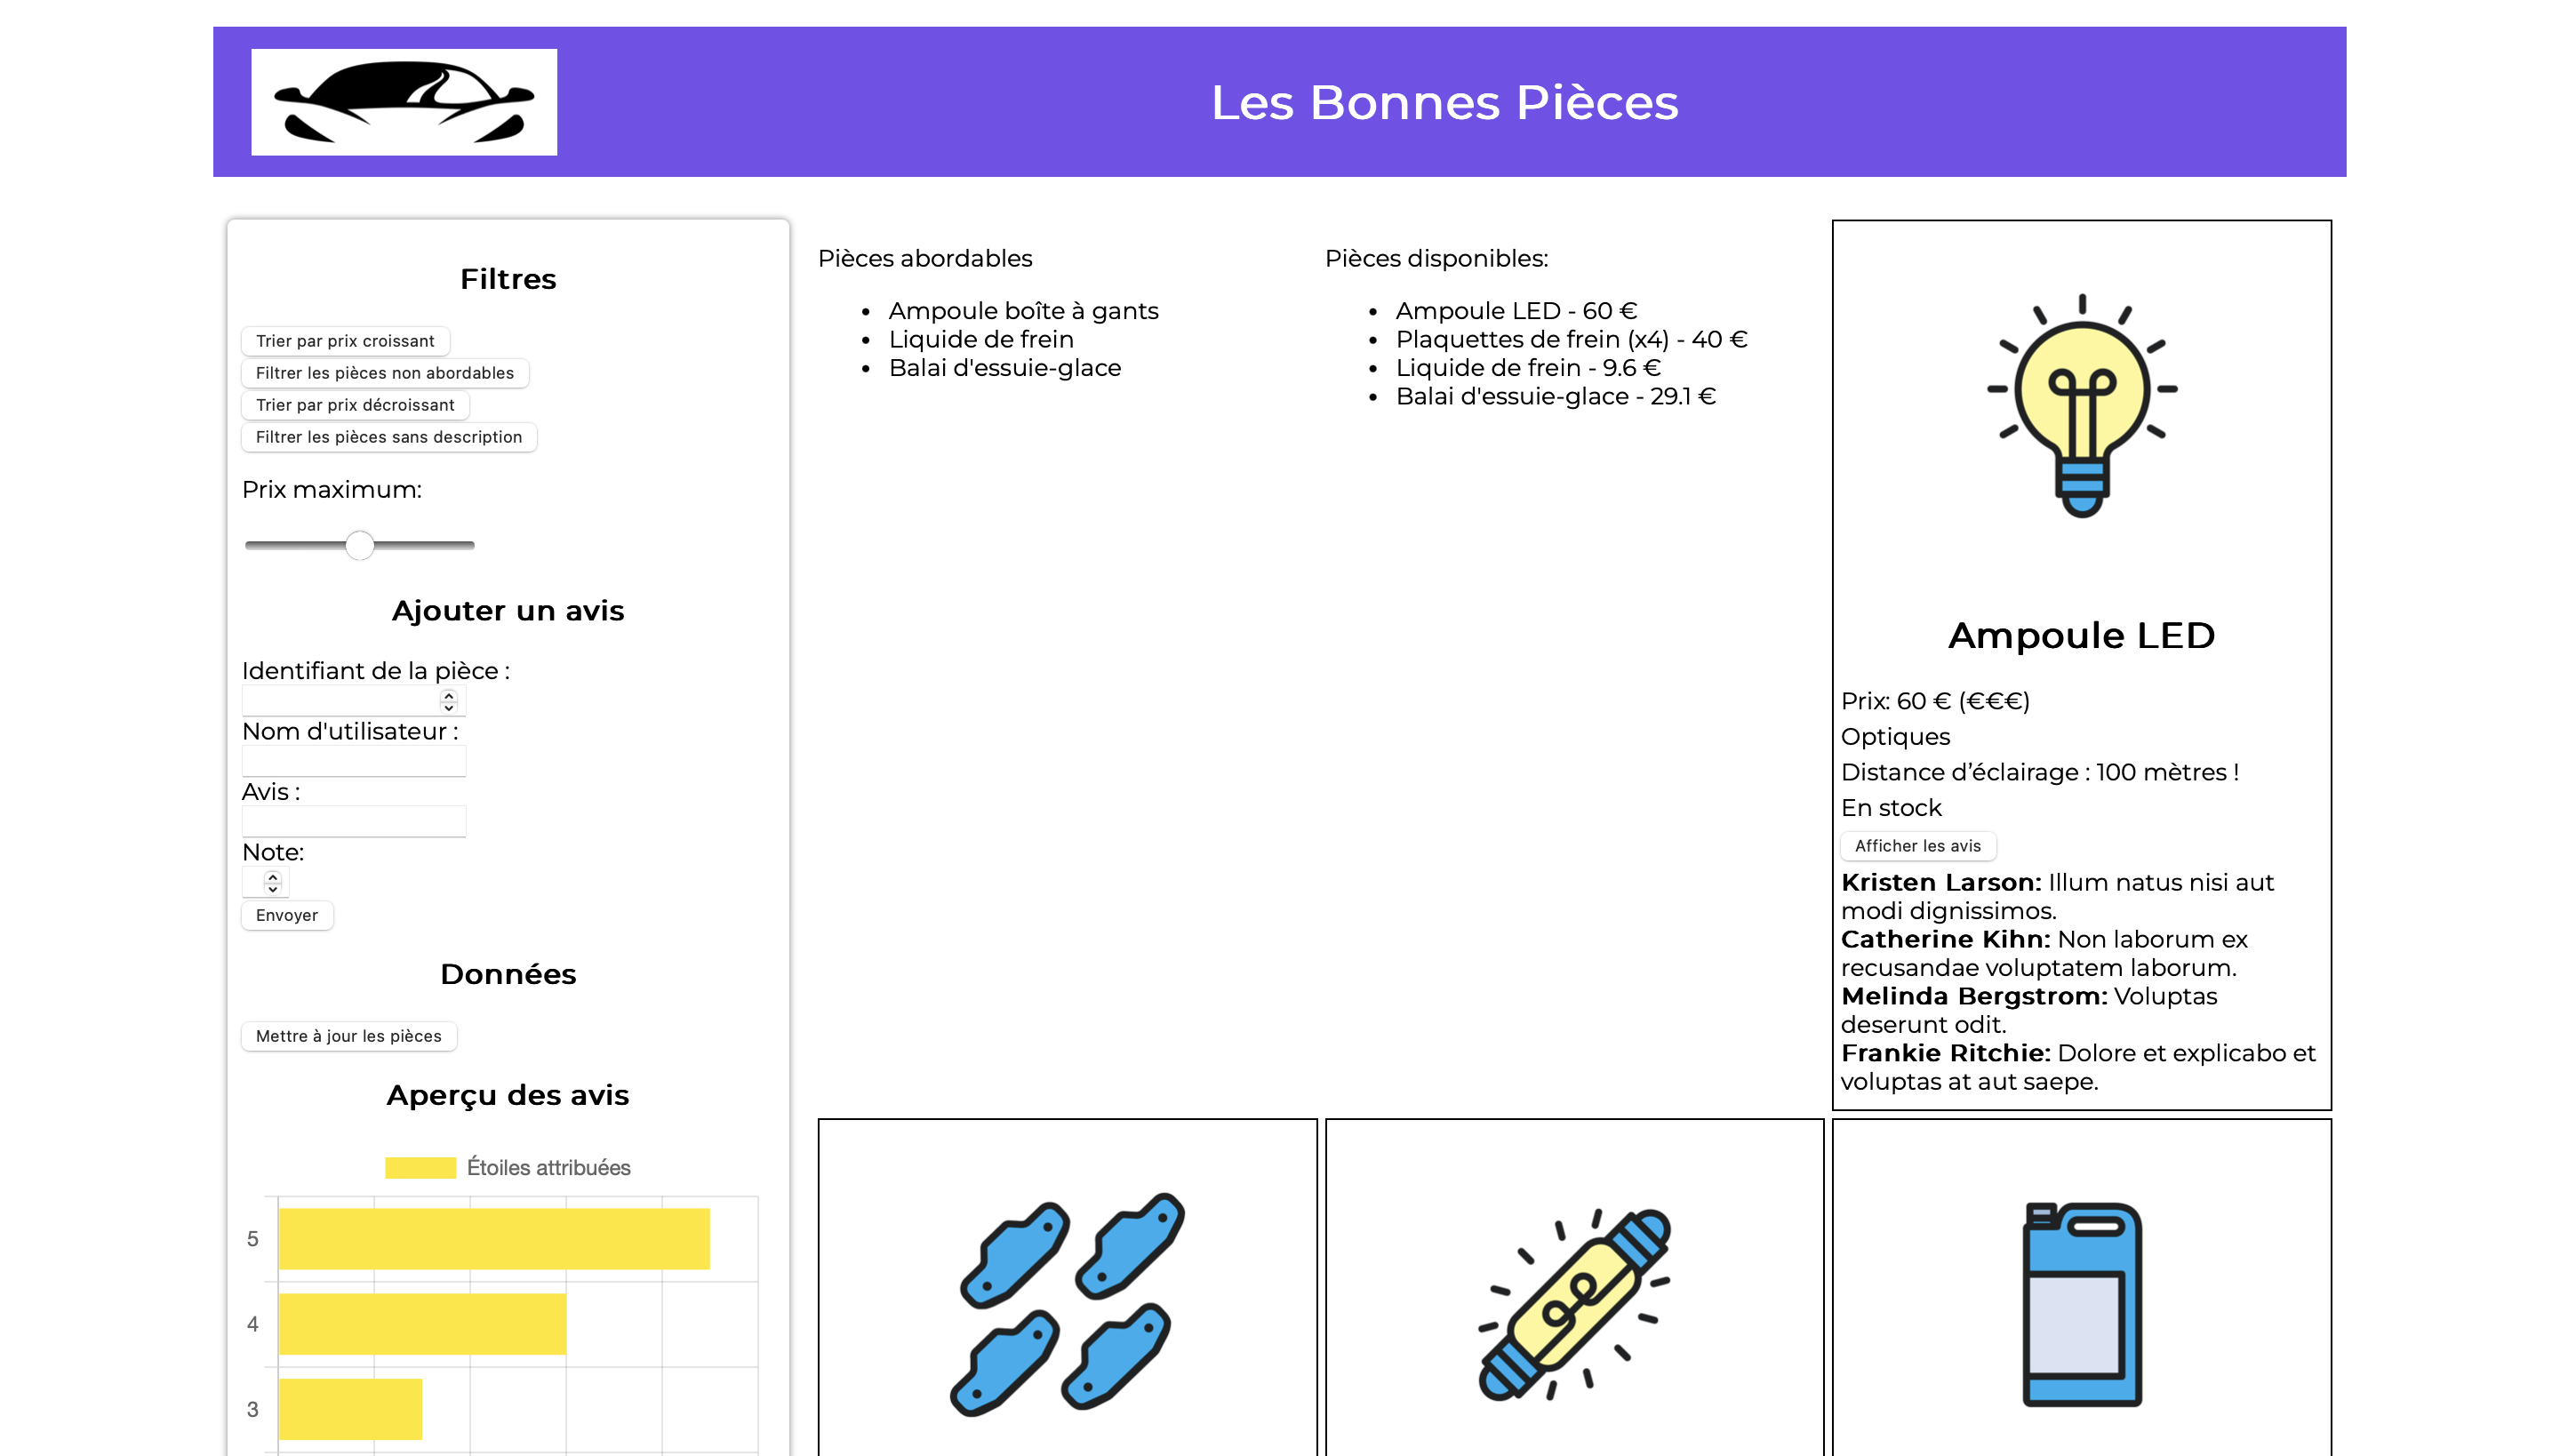 Les Bonnes Pièces
Filtres
Trier par prix croissant
Filtrer les pièces non abordables
Trier par prix décroissant
Filtrer les pièces sans description
Prix maximum:
Ajouter un avis
Identifiant de la pièce :
Nom d'utilisateur :
Avis :
Note:
Envoyer
Données
Mettre à jour les pièces
Aperçu des avis
Étoiles attribuées
5
4
3
Pièces abordables
Ampoule boîte à gants
Liquide de frein
Balai d'essuie-glace
Pièces disponibles:
Ampoule LED - 60 €
Plaquettes de frein (x4) - 40 €
Liquide de frein - 9.6 €
Balai d'essuie-glace - 29.1 €
Ampoule LED
Prix: 60 € (€€€)
Optiques
Distance d’éclairage : 100 mètres !
En stock
Afficher les avis
Kristen Larson: Illum natus nisi aut
modi dignissimos.
Catherine Kihn: Non laborum ex
recusandae voluptatem laborum.
Melinda Bergstrom: Voluptas
deserunt odit.
Frankie Ritchie: Dolore et explicabo et
voluptas at aut saepe.